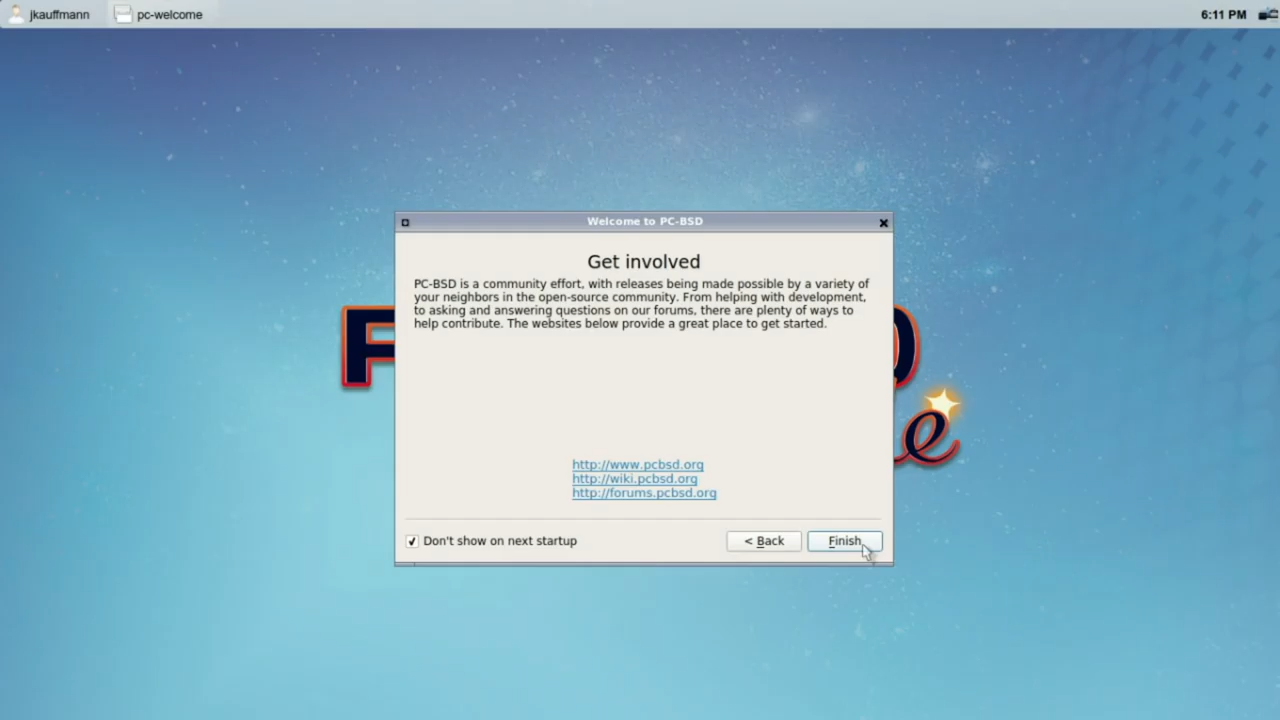 jkauffmann
pc-welcome
6:11 PM
Welcome to PC-BSD
Get involved
PC-BSD is a community effort, with releases being made possible by a variety of
your neighbors in the open-source community. From helping with development,
to asking and answering questions on our forums, there are plenty of ways to
help contribute. The websites below provide a great place to get started.
http://www.pcbsd.org
http://wiki.pcbsd.org
http://forums.pcbsd.org
Don't show on next startup
< Back
Finish